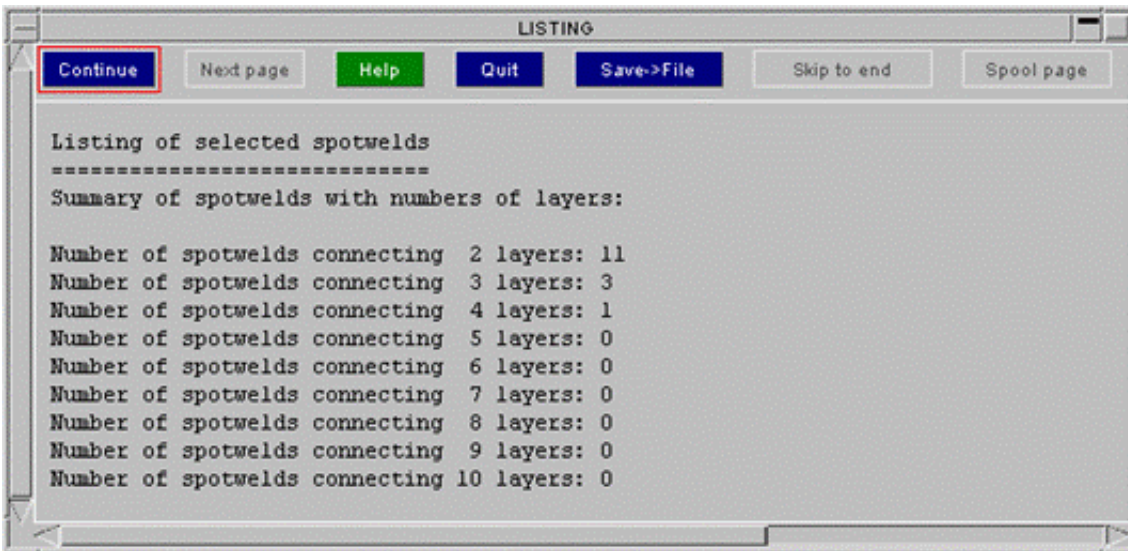 LISTING
Continue Next page Help Quit Save->File Skip to end Spool page
Listing of selected spotwelds
=============================
Summary of spotwelds with numbers of layers:
Number of spotwelds connecting  2 layers: 11
Number of spotwelds connecting  3 layers: 3
Number of spotwelds connecting  4 layers: 1
Number of spotwelds connecting  5 layers: 0
Number of spotwelds connecting  6 layers: 0
Number of spotwelds connecting  7 layers: 0
Number of spotwelds connecting  8 layers: 0
Number of spotwelds connecting  9 layers: 0
Number of spotwelds connecting 10 layers: 0